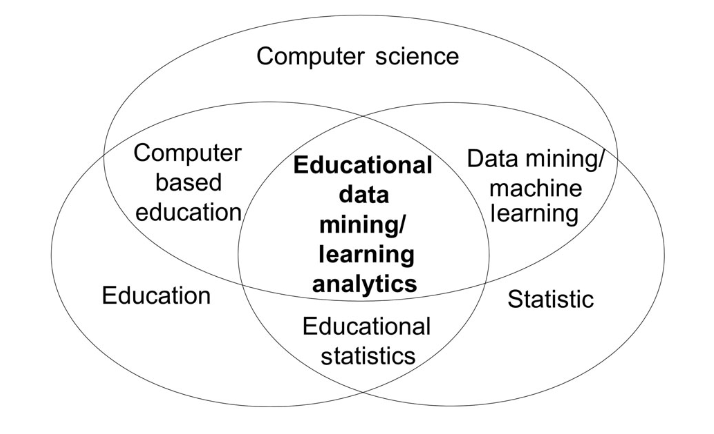 Computer science
Computer
based
education
Educational
data
mining/
learning
analytics
Data mining/
machine
learning
Education
Statistic
Educational
statistics